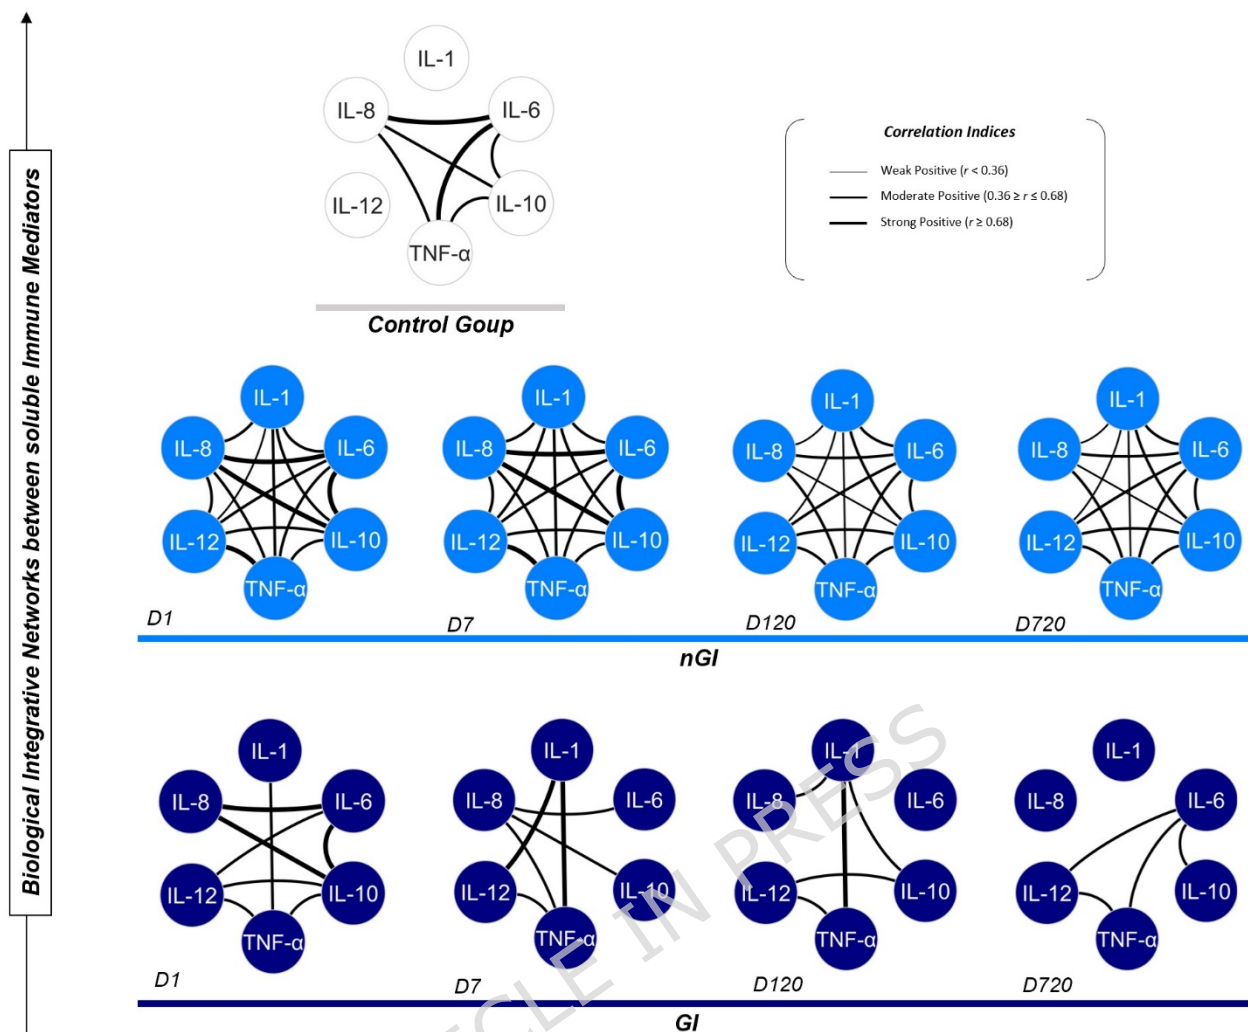 Biological Integrative Networks between soluble Immune Mediators
IL-1
IL-8
IL-6
IL-12
IL-10
TNF-α
Control Goup
Correlation Indices
Weak Positive (r < 0.36)
Moderate Positive (0.36 ≥ r ≤ 0.68)
Strong Positive (r ≥ 0.68)
IL-1
IL-8
IL-6
IL-12
IL-10
TNF-α
D1
IL-1
IL-8
IL-6
IL-12
IL-10
TNF-α
D7
IL-1
IL-8
IL-6
IL-12
IL-10
TNF-α
D120
IL-1
IL-8
IL-6
IL-12
IL-10
TNF-α
D720
nGI
IL-1
IL-8
IL-6
IL-12
IL-10
TNF-α
D1
IL-1
IL-8
IL-6
IL-12
IL-10
TNF-α
D7
IL-1
IL-8
IL-6
IL-12
IL-10
TNF-α
D120
IL-1
IL-8
IL-6
IL-12
IL-10
TNF-α
D720
GI
ICLE IN PRESS